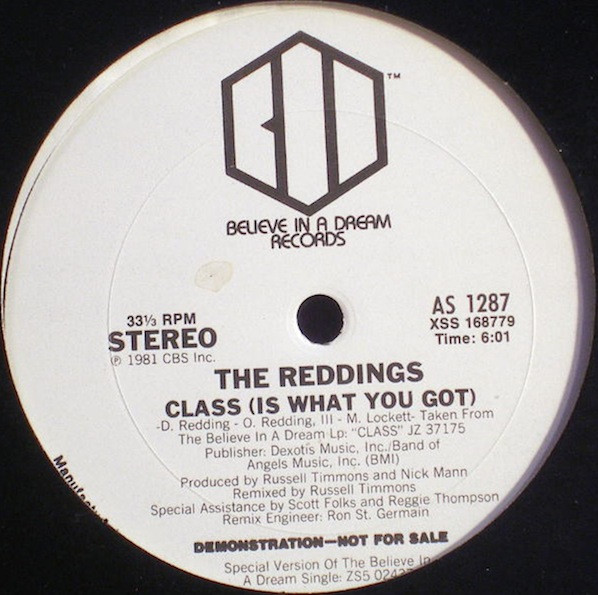 TM
BELIEVE IN A DREAM
RECORDS
33⅓ RPM
STEREO
℗ 1981 CBS Inc.
AS 1287
XSS 168779
Time: 6:01
THE REDDINGS
CLASS (IS WHAT YOU GOT)
-D. Redding - O. Redding, III - M. Lockett- Taken From
The Believe In A Dream Lp: "CLASS" JZ 37175
Publisher: Dexotis Music, Inc./Band of
Angels Music, Inc. (BMI)
Produced by Russell Timmons and Nick Mann
Remixed by Russell Timmons
Special Assistance by Scott Folks and Reggie Thompson
Remix Engineer: Ron St. Germain
DEMONSTRATION—NOT FOR SALE
Special Version Of The Believe In
A Dream Single: ZS5